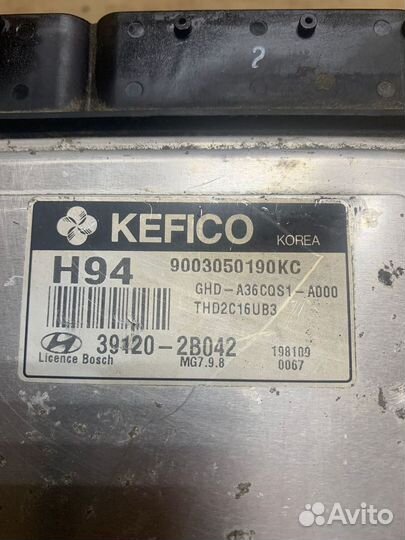 ?
KEFICO KOREA
H94 9003050190KC
GHD-A36CQS1-A000
THD2C16UB3
39120-2B042 198109
Licence Bosch MG7.9.8 0067
Avito